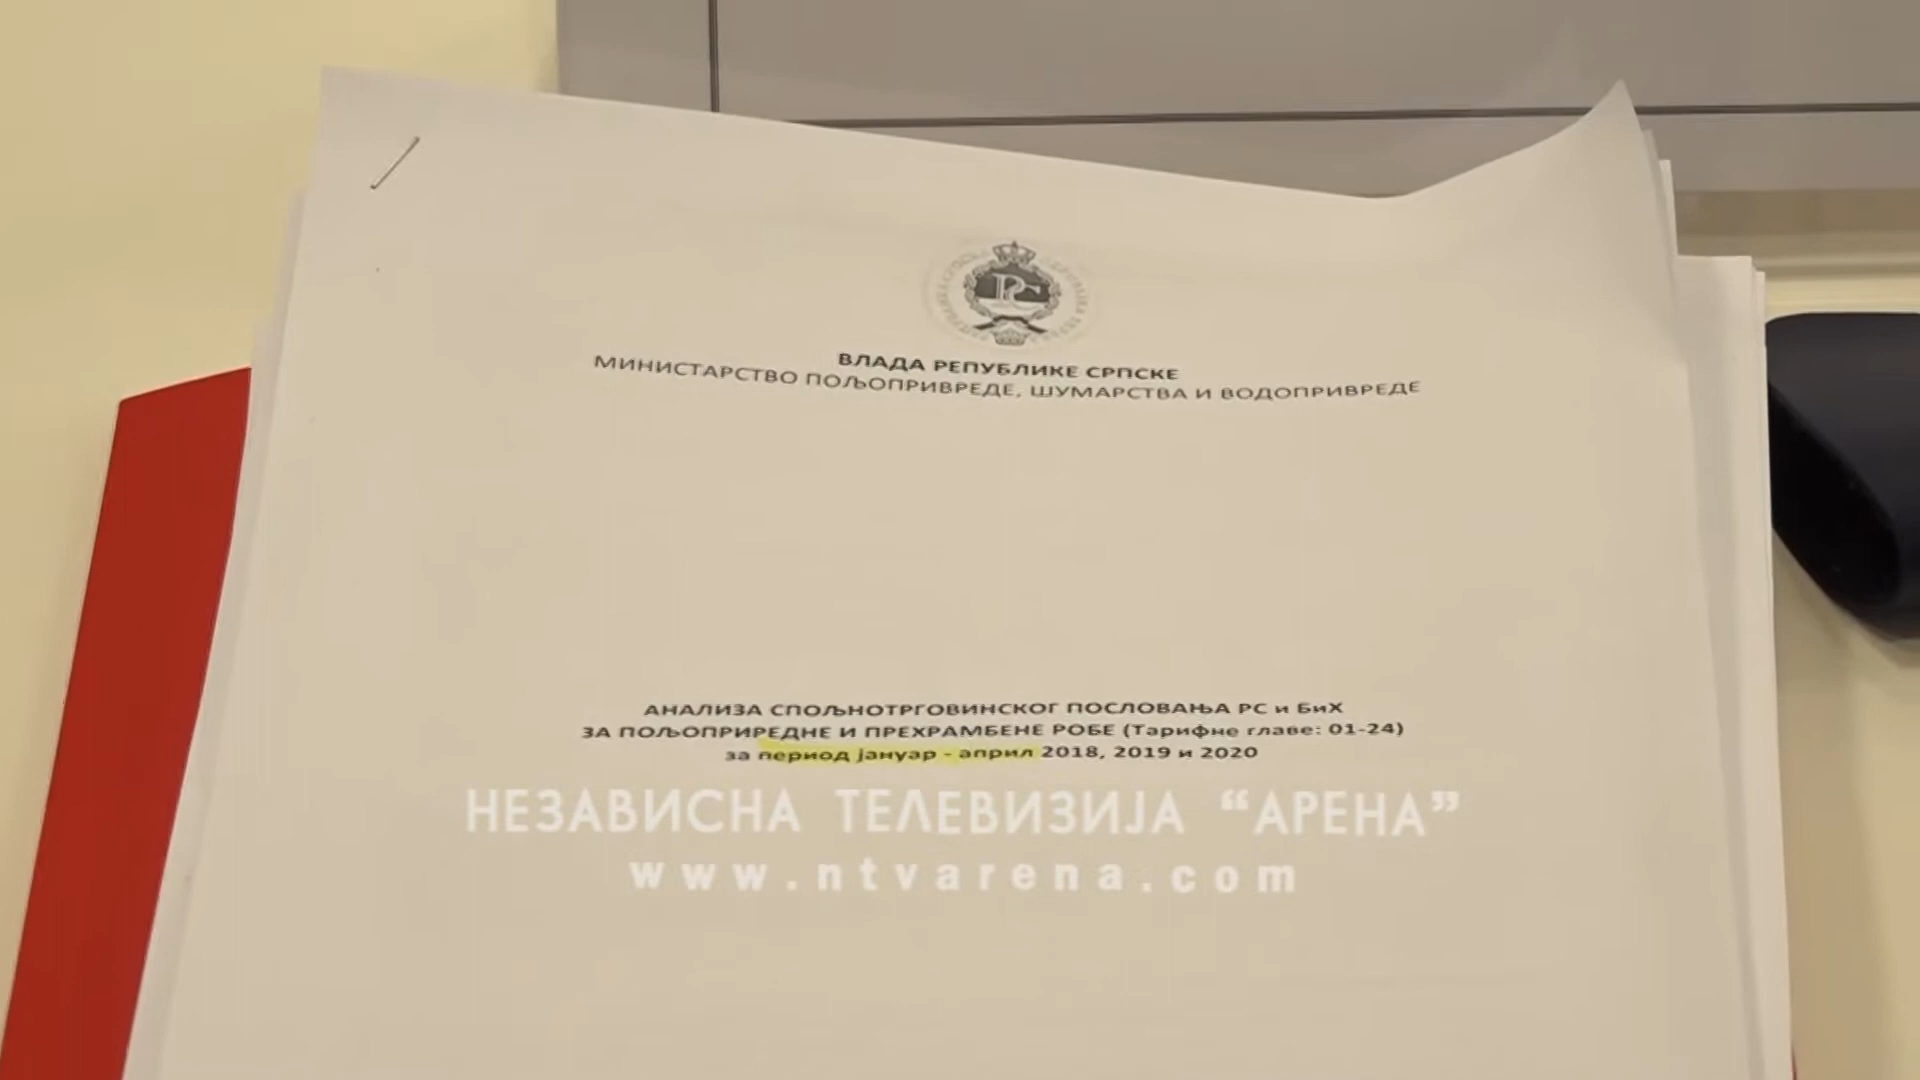 ВЛАДА РЕПУБЛИКЕ СРПСКЕ
МИНИСТАРСТВО ПОЉОПРИВРЕДЕ, ШУМАРСТВА И ВОДОПРИВРЕДЕ
АНАЛИЗА СПОЉНОТРГОВИНСКОГ ПОСЛОВАЊА РС и БиХ
ЗА ПОЉОПРИРЕДНЕ И ПРЕХРАМБЕНЕ РОБЕ (Тарифне главе: 01-24)
за период јануар - април 2018, 2019 и 2020
НЕЗАВИСНА ТЕЛЕВИЗИЈА “АРЕНА”
www.ntvarena.com